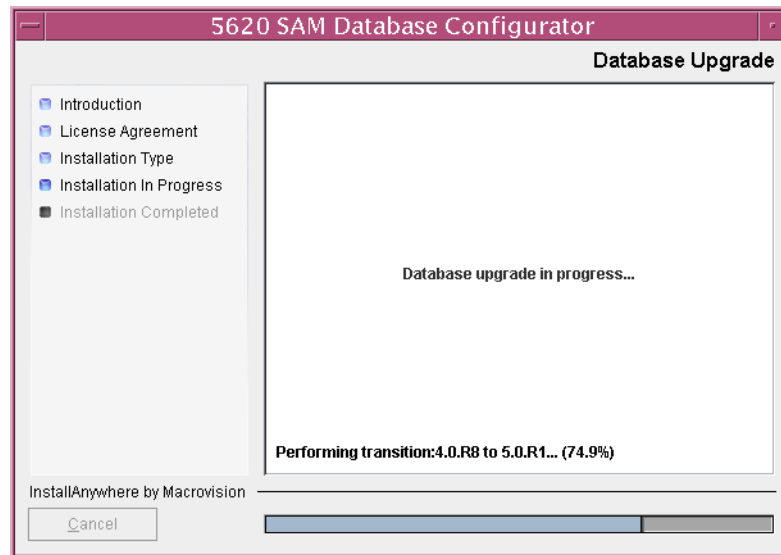 5620 SAM Database Configurator
Database Upgrade
Introduction
License Agreement
Installation Type
Installation In Progress
Installation Completed
Database upgrade in progress...
Performing transition:4.0.R8 to 5.0.R1... (74.9%)
InstallAnywhere by Macrovision
Cancel